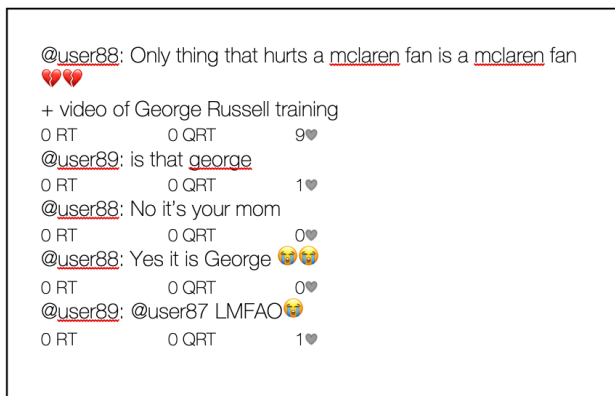 @user88: Only thing that hurts a mclaren fan is a mclaren fan
💔💔
+ video of George Russell training
0 RT 0 QRT 9🖤
@user89: is that george
0 RT 0 QRT 1🖤
@user88: No it's your mom
0 RT 0 QRT 0🖤
@user88: Yes it is George 😭😭
0 RT 0 QRT 0🖤
@user89: @user87 LMFAO😭
0 RT 0 QRT 1🖤